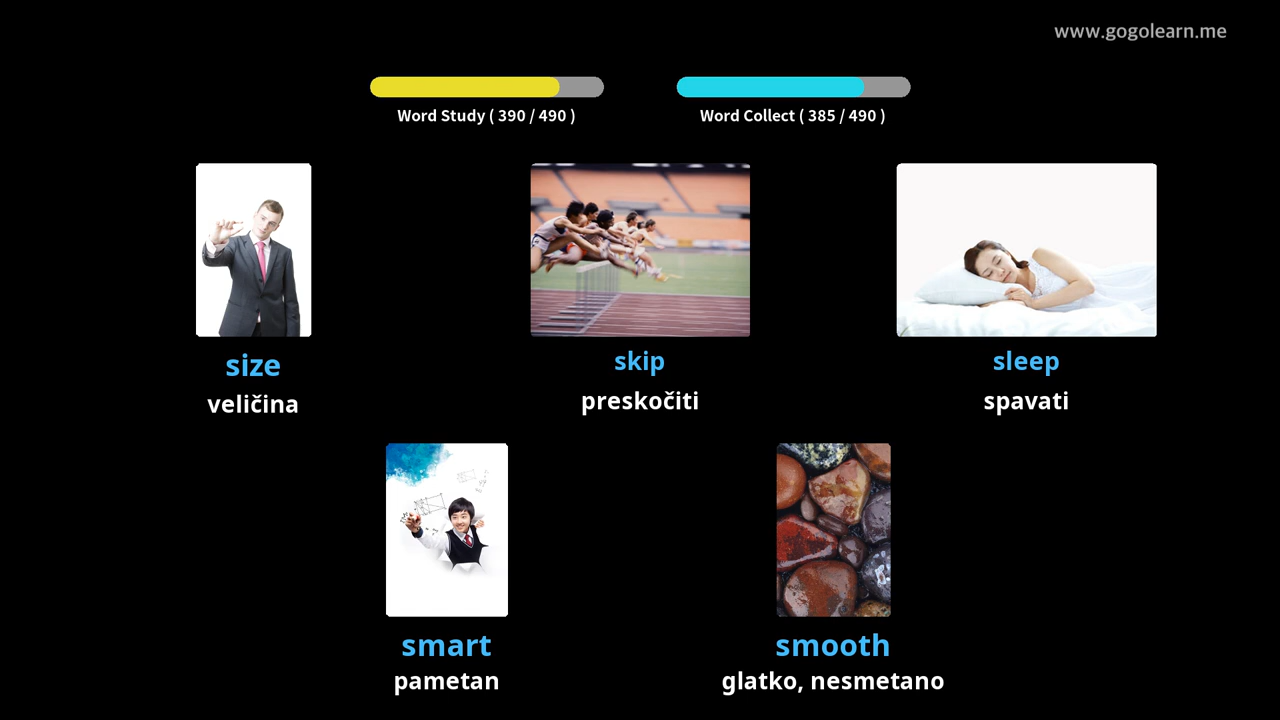 www.gogolearn.me
Word Study ( 390 / 490 )
Word Collect ( 385 / 490 )
size
veličina
skip
preskočiti
sleep
spavati
smart
pametan
smooth
glatko, nesmetano